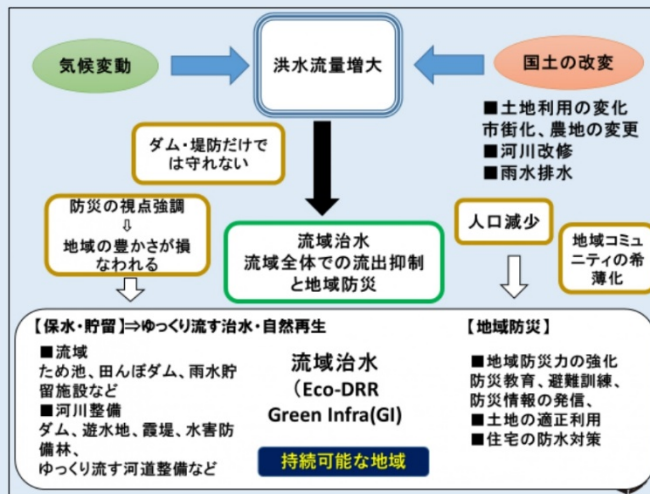 気候変動
洪水流量増大
国土の改変
■土地利用の変化
市街化、農地の変更
■河川改修
■雨水排水
ダム・堤防だけで
は守れない
防災の視点強調
⇩
地域の豊かさが損
なわれる
流域治水
流域全体での流出抑制
と地域防災
人口減少
地域コミュ
ニティの希
薄化
【保水・貯留】⇒ゆっくり流す治水・自然再生
■流域
ため池、田んぼダム、雨水貯
留施設など
■河川整備
ダム、遊水地、霞堤、水害防
備林、
ゆっくり流す河道整備など
流域治水
（Eco-DRR
Green Infra(GI)
持続可能な地域
【地域防災】
■地域防災力の強化
防災教育、避難訓練、
防災情報の発信、
■土地の適正利用
■住宅の防水対策